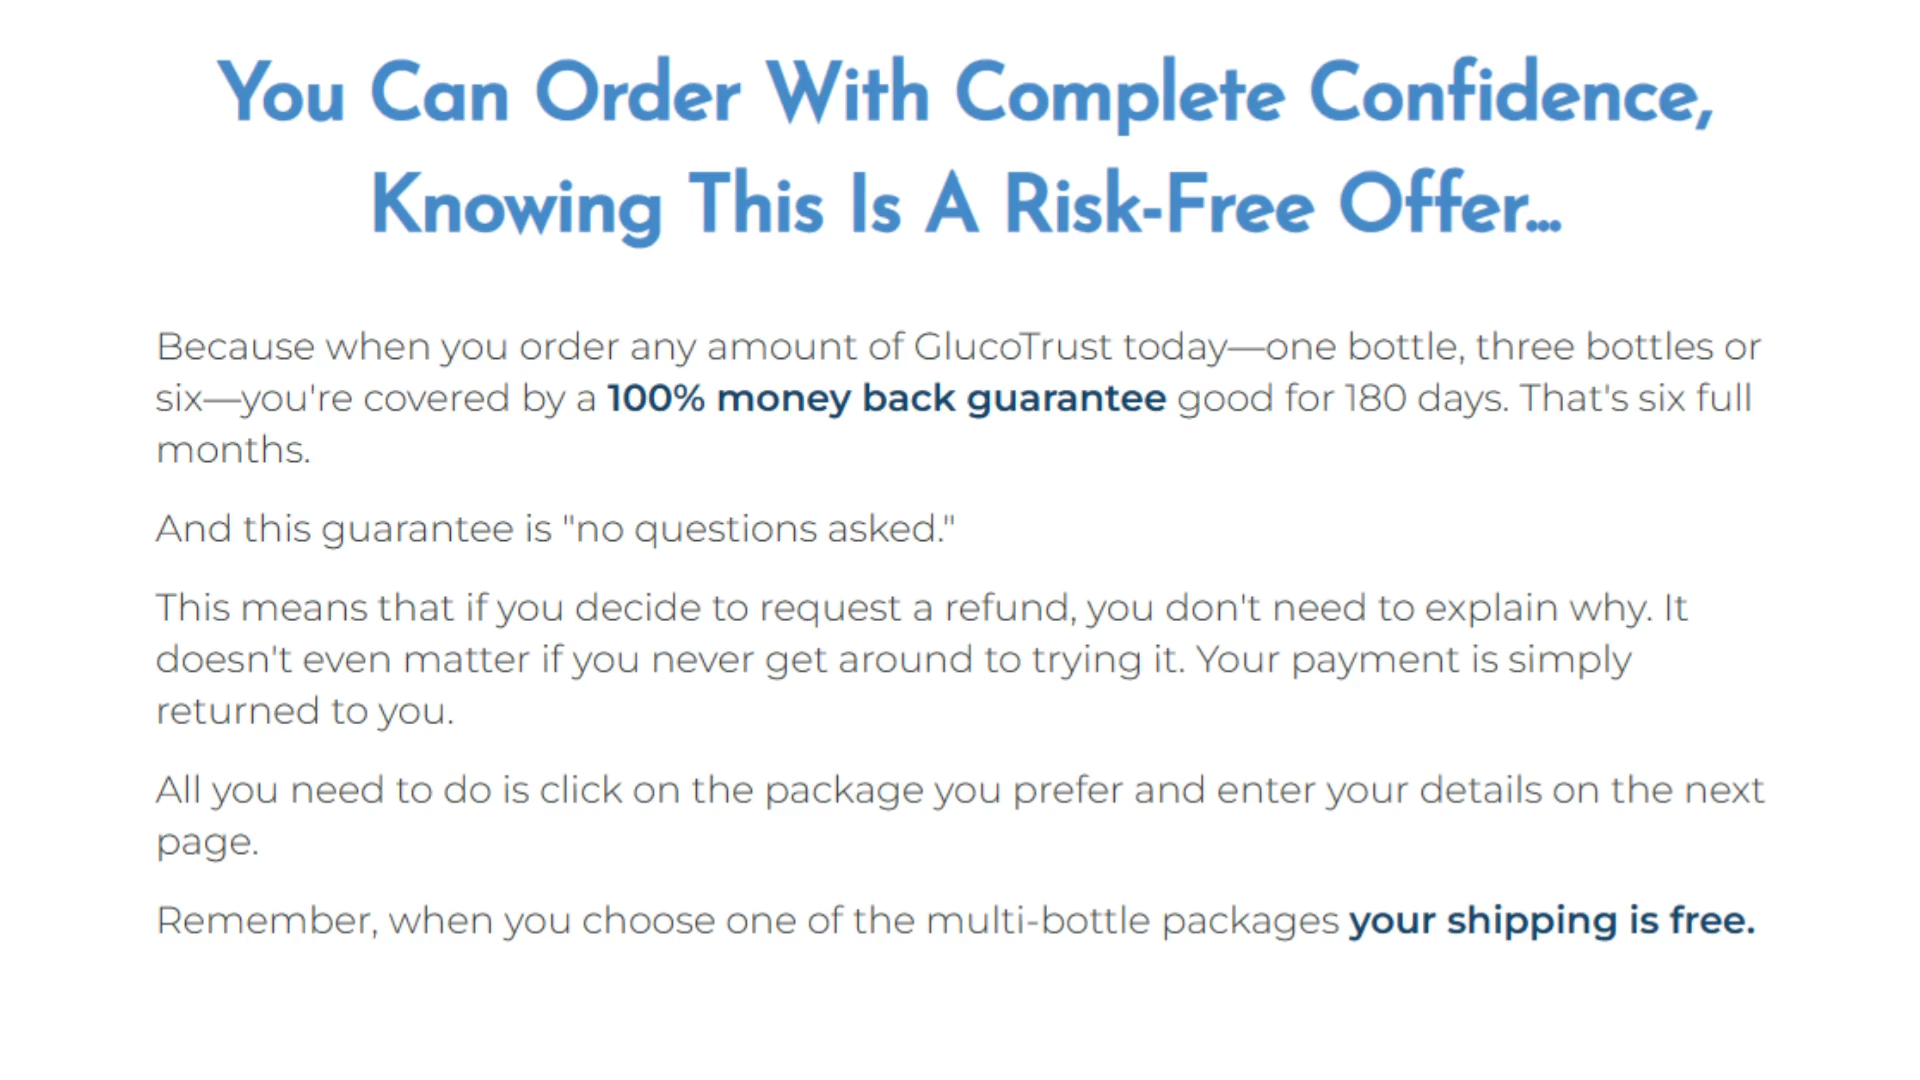 You Can Order With Complete Confidence,
Knowing This Is A Risk-Free Offer...
Because when you order any amount of GlucoTrust today—one bottle, three bottles or
six—you're covered by a 100% money back guarantee good for 180 days. That's six full
months.
And this guarantee is "no questions asked."
This means that if you decide to request a refund, you don't need to explain why. It
doesn't even matter if you never get around to trying it. Your payment is simply
returned to you.
All you need to do is click on the package you prefer and enter your details on the next
page.
Remember, when you choose one of the multi-bottle packages your shipping is free.